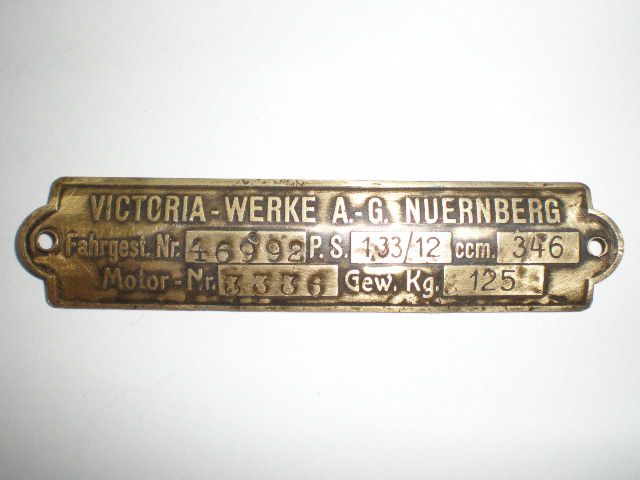 VICTORIA-WERKE A.-G. NUERNBERG
Fahrgest. Nr. 46992 P.S. 1,33/12 ccm. 346
Motor-Nr. 3336 Gew. Kg. 125